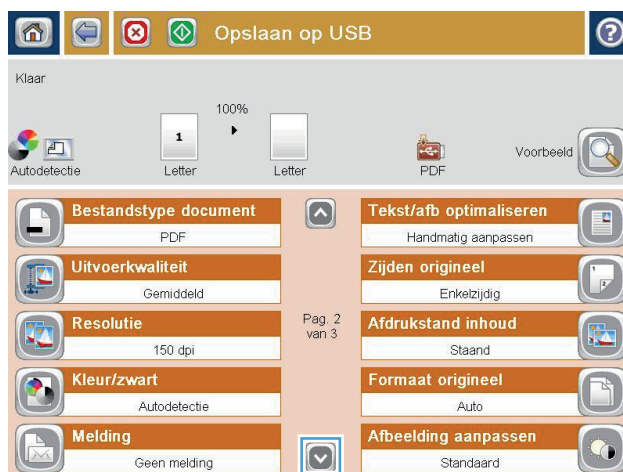 Opslaan op USB
?
Klaar
100%
1
Autodetectie
Letter
Letter
PDF
Voorbeeld
Bestandstype document
PDF
Uitvoerkwaliteit
Gemiddeld
Resolutie
150 dpi
Kleur/zwart
Autodetectie
Melding
Geen melding
Pag. 2
van 3
Tekst/afb optimaliseren
Handmatig aanpassen
Zijden origineel
1
2
Enkelzijdig
Afdrukstand inhoud
Staand
Formaat origineel
Auto
Afbeelding aanpassen
Standaard